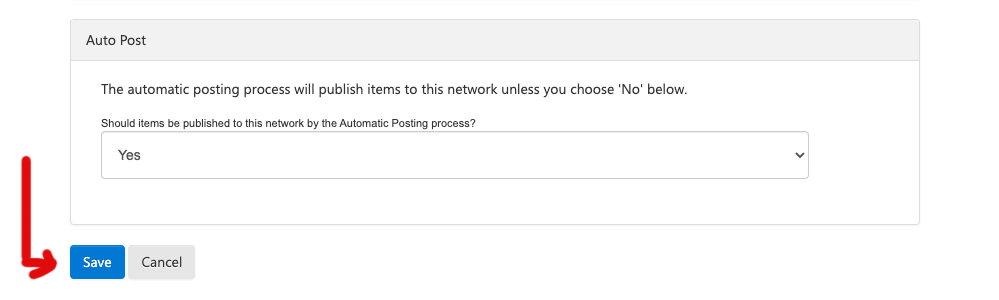 Auto Post
The automatic posting process will publish items to this network unless you choose 'No' below.
Should items be published to this network by the Automatic Posting process?
Yes
Save Cancel